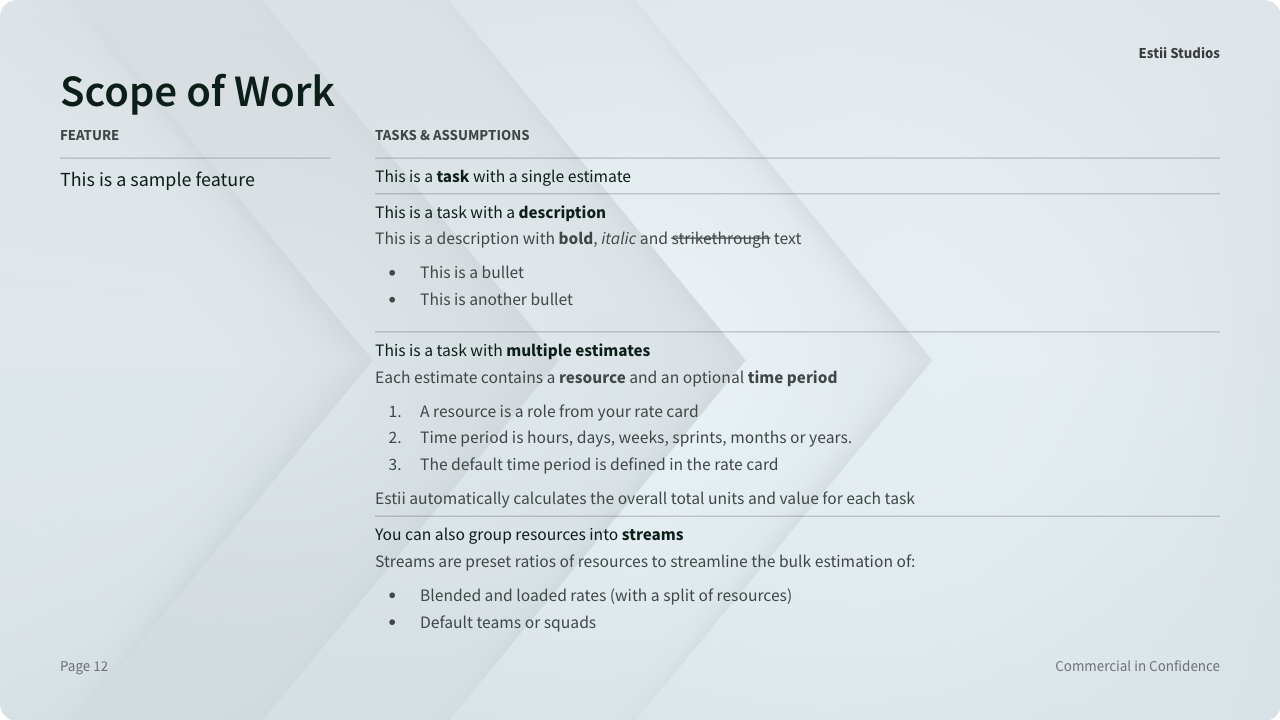 Estii Studios
Scope of Work
FEATURE
TASKS & ASSUMPTIONS
This is a sample feature
This is a task with a single estimate
This is a task with a description
This is a description with bold, italic and strikethrough text
• This is a bullet
• This is another bullet
This is a task with multiple estimates
Each estimate contains a resource and an optional time period
1. A resource is a role from your rate card
2. Time period is hours, days, weeks, sprints, months or years.
3. The default time period is defined in the rate card
Estii automatically calculates the overall total units and value for each task
You can also group resources into streams
Streams are preset ratios of resources to streamline the bulk estimation of:
• Blended and loaded rates (with a split of resources)
• Default teams or squads
Page 12
Commercial in Confidence